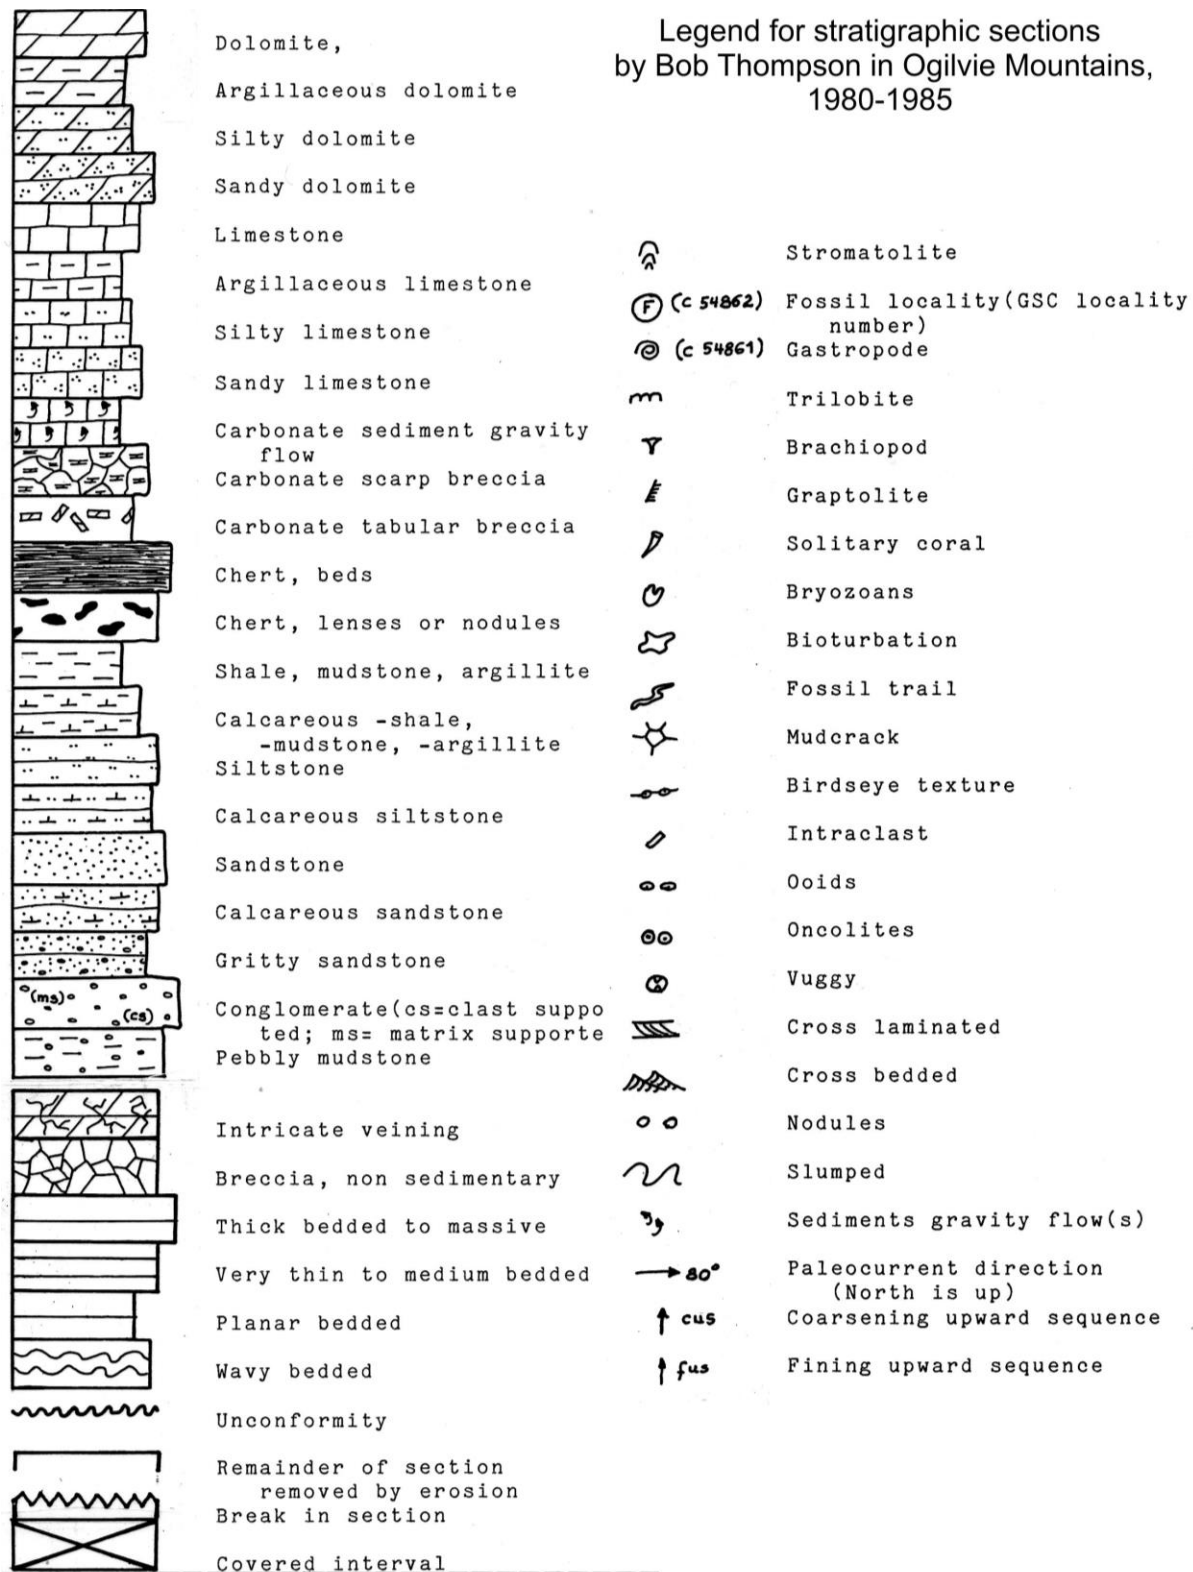 Legend for stratigraphic sections
by Bob Thompson in Ogilvie Mountains,
1980-1985
Dolomite,
Argillaceous dolomite
Silty dolomite
Sandy dolomite
Limestone
Argillaceous limestone
Silty limestone
Sandy limestone
Carbonate sediment gravity
flow
Carbonate scarp breccia
Carbonate tabular breccia
Chert, beds
Chert, lenses or nodules
Shale, mudstone, argillite
Calcareous -shale,
-mudstone, -argillite
Siltstone
Calcareous siltstone
Sandstone
Calcareous sandstone
Gritty sandstone
(ms)
(cs)
Conglomerate(cs=clast suppo
ted; ms= matrix supporte
Pebbly mudstone
Intricate veining
Breccia, non sedimentary
Thick bedded to massive
Very thin to medium bedded
Planar bedded
Wavy bedded
Unconformity
Remainder of section
removed by erosion
Break in section
Covered interval
Stromatolite
F (c 54862) Fossil locality(GSC locality
number)
(c 54861) Gastropode
Trilobite
Brachiopod
Graptolite
Solitary coral
Bryozoans
Bioturbation
Fossil trail
Mudcrack
Birdseye texture
Intraclast
Ooids
Oncolites
Vuggy
Cross laminated
Cross bedded
Nodules
Slumped
Sediments gravity flow(s)
80° Paleocurrent direction
(North is up)
cus Coarsening upward sequence
fus Fining upward sequence